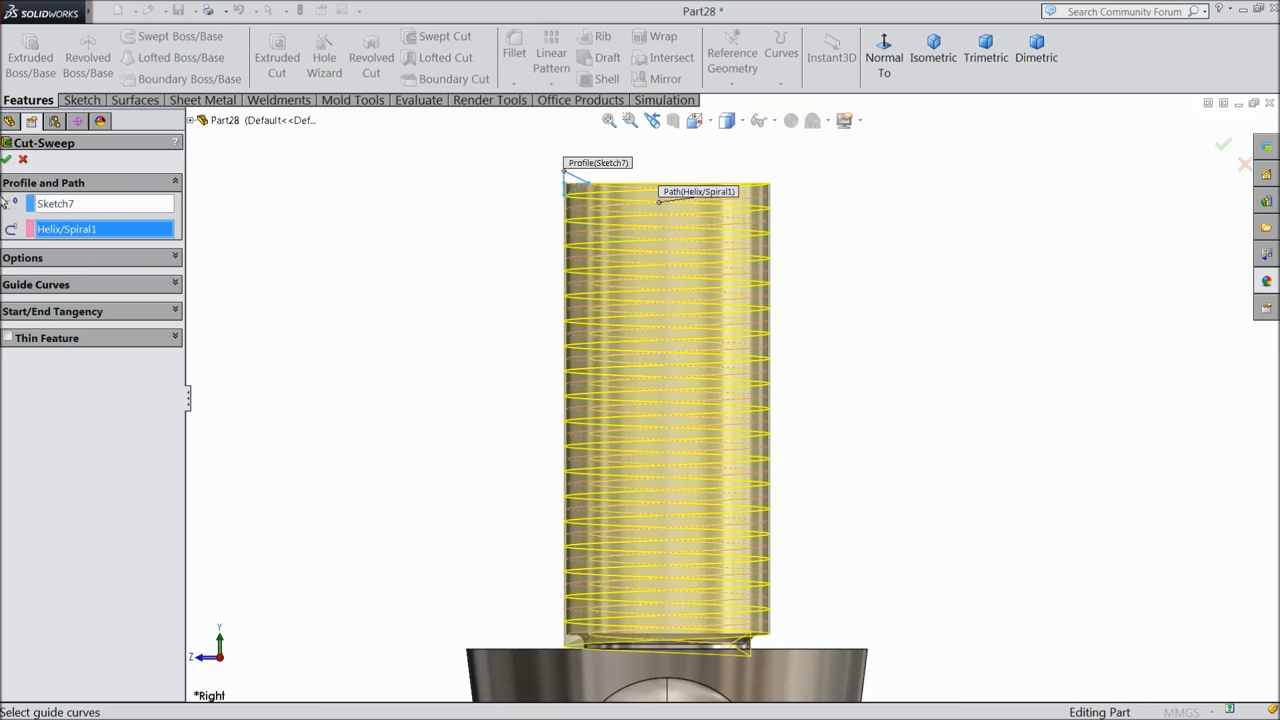 SOLIDWORKS
Part28 *
Search Community Forum
?
Extruded Boss/Base
Revolved Boss/Base
Swept Boss/Base
Lofted Boss/Base
Boundary Boss/Base
Extruded Cut
Hole Wizard
Revolved Cut
Swept Cut
Lofted Cut
Boundary Cut
Fillet
Linear Pattern
Rib
Draft
Shell
Wrap
Intersect
Mirror
Reference Geometry
Curves
Instant3D
Normal To
Isometric
Trimetric
Dimetric
Features
Sketch
Surfaces
Sheet Metal
Weldments
Mold Tools
Evaluate
Render Tools
Office Products
Simulation
Part28 (Default<<Def...
Cut-Sweep
?
Profile and Path
Sketch7
Helix/Spiral1
Options
Guide Curves
Start/End Tangency
Thin Feature
Profile(Sketch7)
Path(Helix/Spiral1)
Y
Z
*Right
Select guide curves
Editing Part
MMGS
?